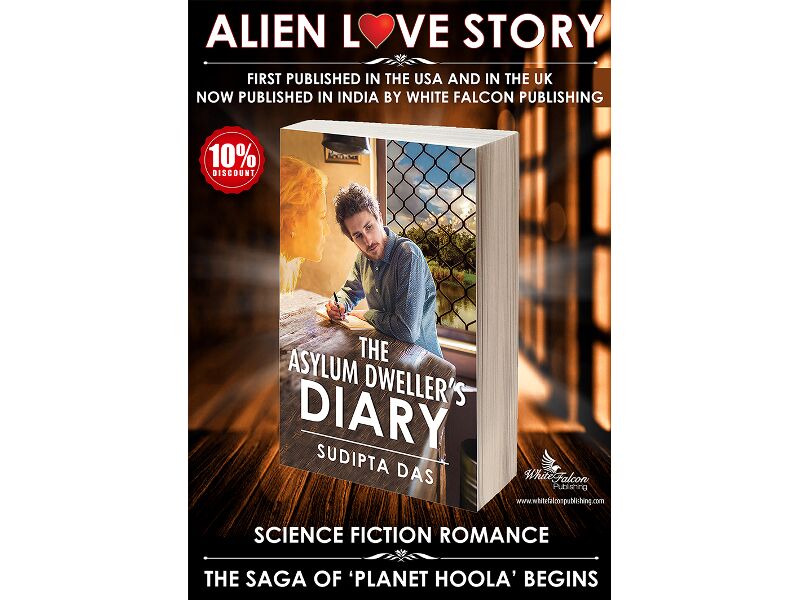 ALIEN LOVE STORY
FIRST PUBLISHED IN THE USA AND IN THE UK
NOW PUBLISHED IN INDIA BY WHITE FALCON PUBLISHING
10%
DISCOUNT
THE
ASYLUM DWELLER'S
DIARY
SUDIPTA DAS
White Falcon
Publishing
www.whitefalconpublishing.com
SCIENCE FICTION ROMANCE
THE SAGA OF ‘PLANET HOOLA’ BEGINS